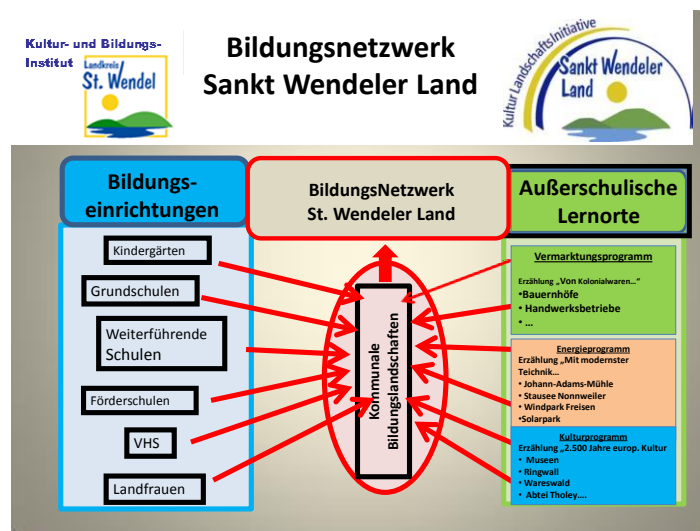 Kultur- und Bildungs-
Institut
Landkreis
St. Wendel
Bildungsnetzwerk
Sankt Wendeler Land
Kultur LandschaftsInitiative
Sankt Wendeler
Land
Bildungs-
einrichtungen
BildungsNetzwerk
St. Wendeler Land
Außerschulische
Lernorte
Kindergärten
Grundschulen
Weiterführende
Schulen
Förderschulen
VHS
Landfrauen
Kommunale
Bildungslandschaften
Vermarktungsprogramm
Erzählung „Von Kolonialwaren…"
•Bauernhöfe
• Handwerksbetriebe
• …
Energieprogramm
Erzählung „Mit modernster
Teichnik…
• Johann-Adams-Mühle
• Stausee Nonnweiler
• Windpark Freisen
•Solarpark
Kulturprogramm
Erzählung „2.500 Jahre europ. Kultur
• Museen
• Ringwall
• Wareswald
• Abtei Tholey….